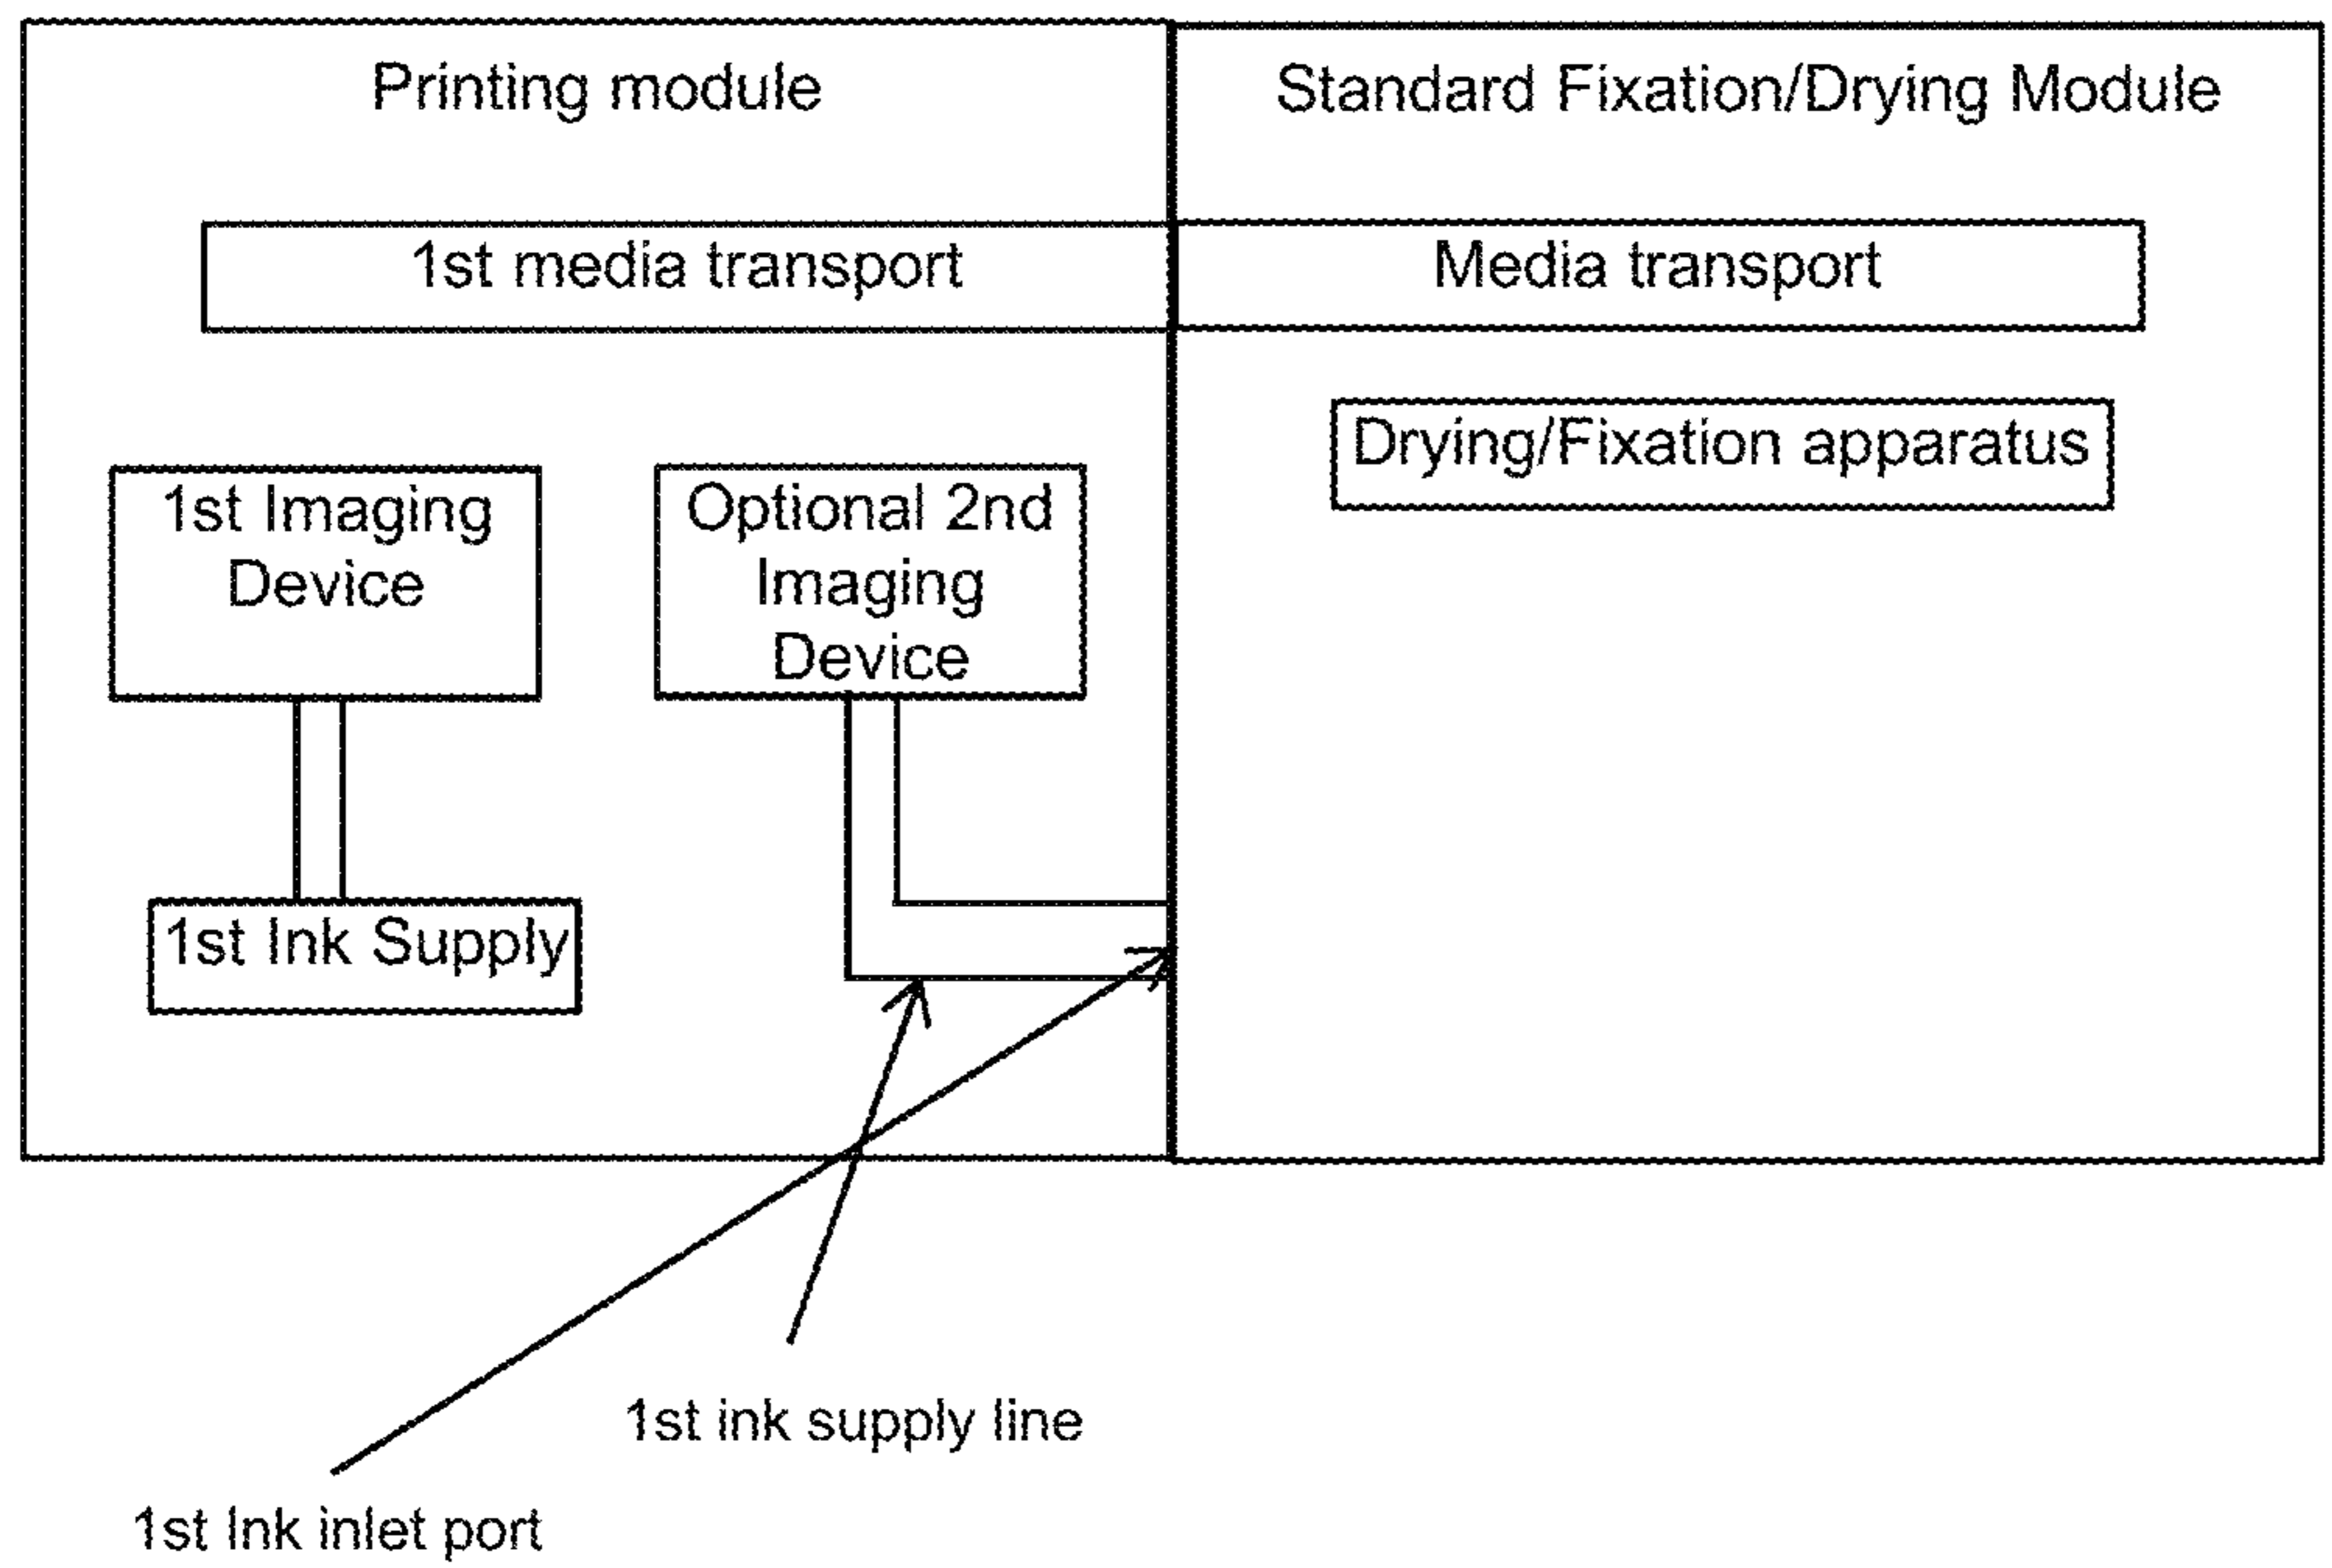 Printing module
Standard Fixation/Drying Module
1st media transport
Media transport
Drying/Fixation apparatus
1st Imaging
Device
Optional 2nd
Imaging
Device
1st Ink Supply
1st ink supply line
1st Ink inlet port